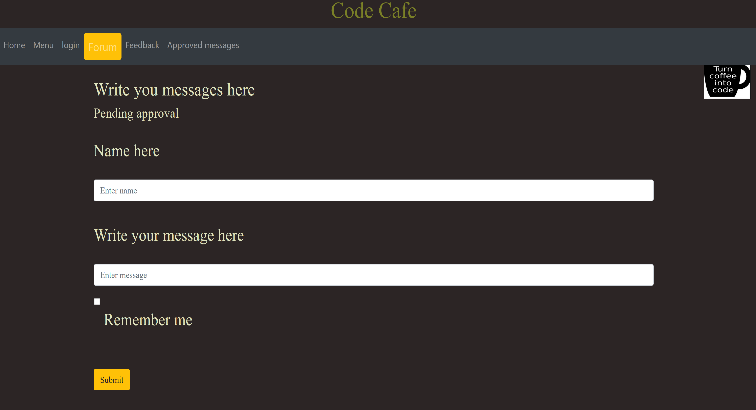 Code Cafe
Home Menu login Forum Feedback Approved messages
Turn
coffee
into
code
Write you messages here
Pending approval
Name here
Enter name
Write your message here
Enter message
Remember me
Submit